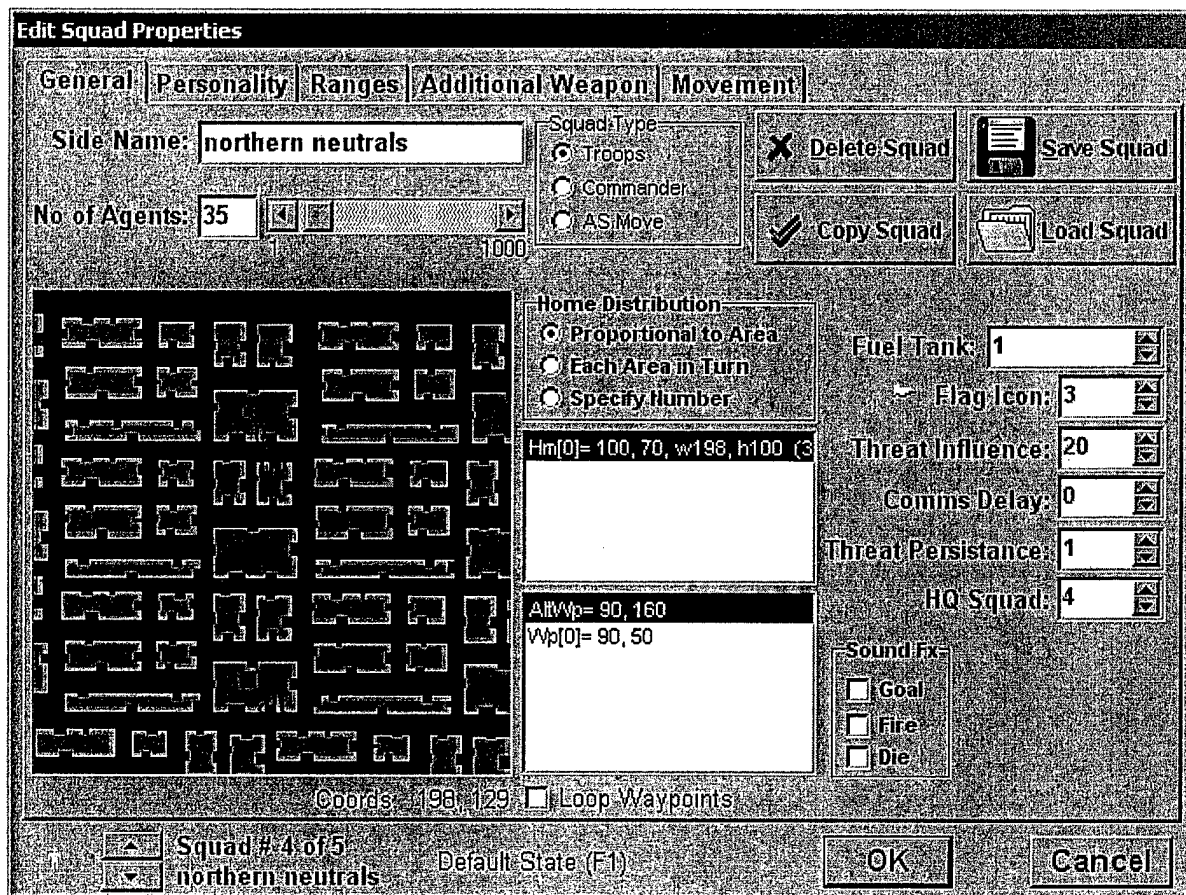 Edit Squad Properties
General Personality Ranges Additional Weapon Movement
Side Name: northern neutrals
No of Agents: 35
1 1000
Squad Type
Troops
Commander
AS Move
Delete Squad
Save Squad
Copy Squad
Load Squad
Home Distribution
Proportional to Area
Each Area in Turn
Specify Number
Hm[0]= 100, 70, w198, h100 (3
AltWp= 90, 160
Wp[0]= 90, 50
Fuel Tank: 1
Flag Icon: 3
Threat Influence: 20
Comms Delay: 0
Threat Persistance: 1
HQ Squad: 4
Sound Fx
Goal
Fire
Die
Coords 198, 129
Loop Waypoints
Squad # 4 of 5
northern neutrals
Default State (F1)
OK
Cancel